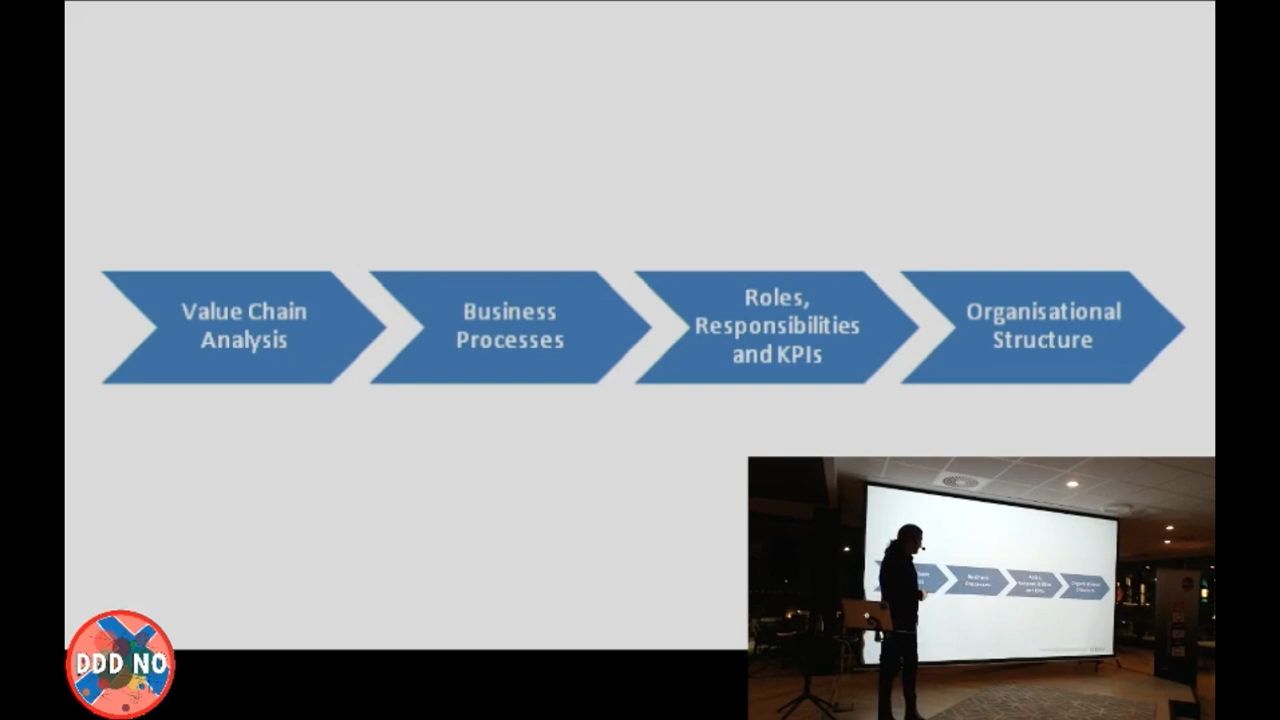 Value Chain
Analysis
Business
Processes
Roles,
Responsibilities
and KPIs
Organisational
Structure
DDD NO